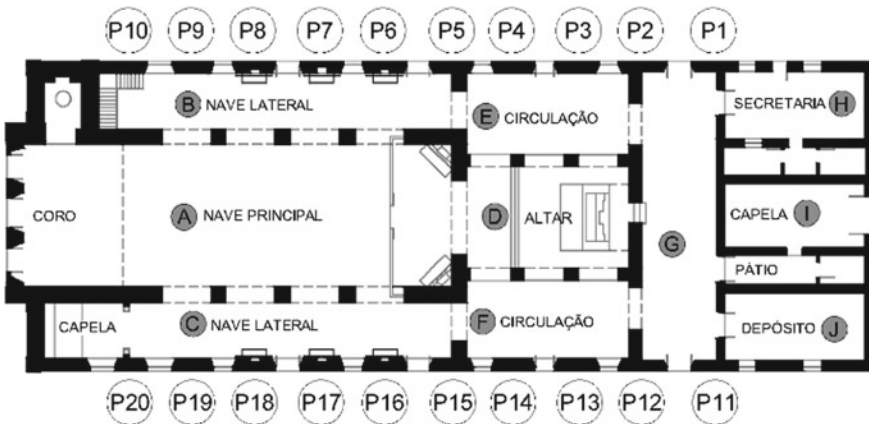 P10 P9 P8 P7 P6 P5 P4 P3 P2 P1
B NAVE LATERAL
SECRETARIA H
E CIRCULAÇÃO
CORO
A NAVE PRINCIPAL
D ALTAR
CAPELA I
G
PÁTIO
CAPELA
C NAVE LATERAL
F CIRCULAÇÃO
DEPÓSITO J
P20 P19 P18 P17 P16 P15 P14 P13 P12 P11